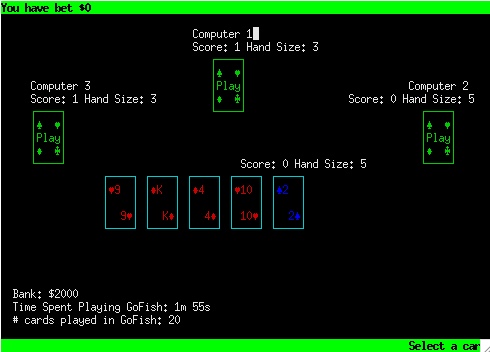 You have bet $0
Computer 1
Score: 1 Hand Size: 3
Play
Computer 3
Score: 1 Hand Size: 3
Play
Computer 2
Score: 0 Hand Size: 5
Play
Score: 0 Hand Size: 5
♥9 ♦K ♦4 ♥10 ♠2
9♥ K♦ 4♦ 10♥ 2♠
Bank: $2000
Time Spent Playing GoFish: 1m 55s
# cards played in GoFish: 20
Select a car